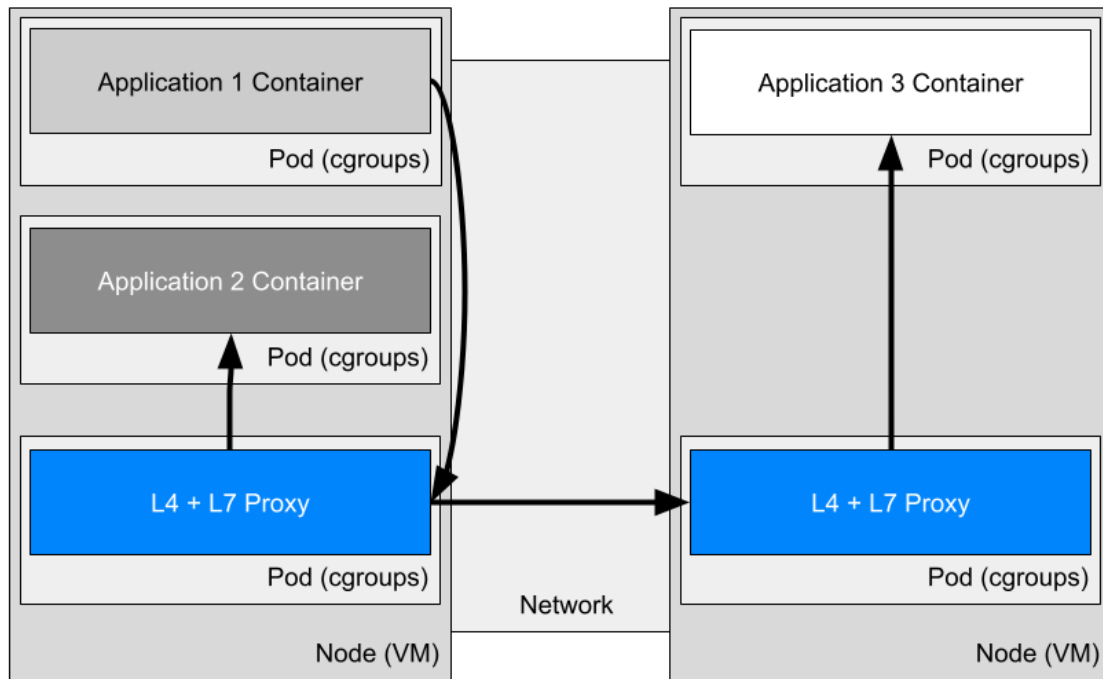 Application 1 Container
Pod (cgroups)
Application 2 Container
Pod (cgroups)
L4 + L7 Proxy
Pod (cgroups)
Node (VM)
Network
Application 3 Container
Pod (cgroups)
L4 + L7 Proxy
Pod (cgroups)
Node (VM)